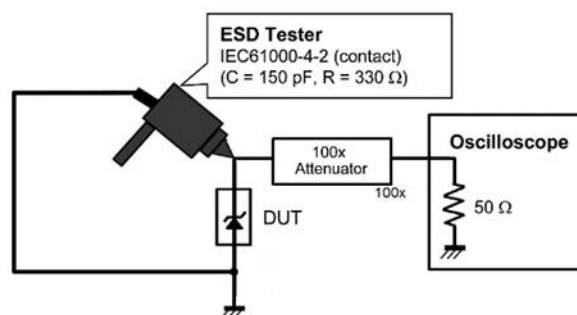 ESD Tester
IEC61000-4-2 (contact)
(C = 150 pF, R = 330 Ω)
100x
Attenuator
100x
Oscilloscope
50 Ω
DUT